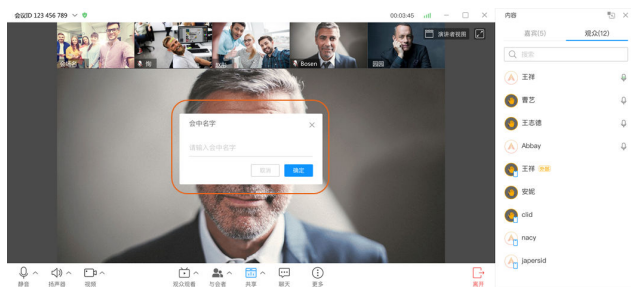 会议ID 123 456 789
00:03:45
演讲者视图
Bosen
园园
会中名字
请输入会中名字
取消
确定
静音
扬声器
视频
观众观看
与会者
共享
聊天
更多
离开
内容
嘉宾(5)
观众(12)
搜索
王祥
曹艺
王志德
Abbay
王祥
安妮
clid
nacy
japersid